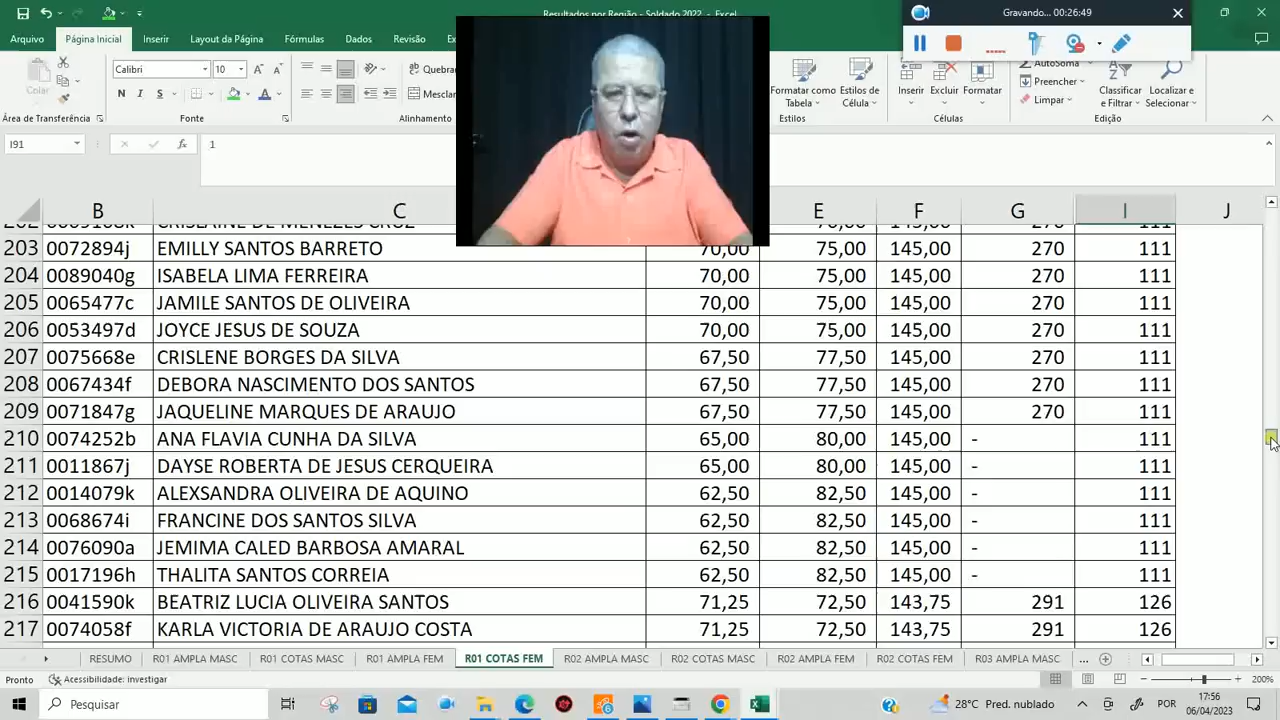 Resultados por Região - Soldado 2022 - Excel
Gravando... 00:26:49
Arquivo Página Inicial Inserir Layout da Página Fórmulas Dados Revisão
Colar
Calibri 10
N I S
Quebrar
Mesclar
Formatar como Tabela
Estilos de Célula
Inserir Excluir Formatar
AutoSoma
Preencher
Limpar
Classificar e Filtrar
Localizar e Selecionar
Área de Transferência Fonte Alinhamento Estilos Células Edição
I91 fx 1
B C E F G I J
203 0072894j EMILLY SANTOS BARRETO 70,00 75,00 145,00 270 111
204 0089040g ISABELA LIMA FERREIRA 70,00 75,00 145,00 270 111
205 0065477c JAMILE SANTOS DE OLIVEIRA 70,00 75,00 145,00 270 111
206 0053497d JOYCE JESUS DE SOUZA 70,00 75,00 145,00 270 111
207 0075668e CRISLENE BORGES DA SILVA 67,50 77,50 145,00 270 111
208 0067434f DEBORA NASCIMENTO DOS SANTOS 67,50 77,50 145,00 270 111
209 0071847g JAQUELINE MARQUES DE ARAUJO 67,50 77,50 145,00 270 111
210 0074252b ANA FLAVIA CUNHA DA SILVA 65,00 80,00 145,00 - 111
211 0011867j DAYSE ROBERTA DE JESUS CERQUEIRA 65,00 80,00 145,00 - 111
212 0014079k ALEXSANDRA OLIVEIRA DE AQUINO 62,50 82,50 145,00 - 111
213 0068674i FRANCINE DOS SANTOS SILVA 62,50 82,50 145,00 - 111
214 0076090a JEMIMA CALED BARBOSA AMARAL 62,50 82,50 145,00 - 111
215 0017196h THALITA SANTOS CORREIA 62,50 82,50 145,00 - 111
216 0041590k BEATRIZ LUCIA OLIVEIRA SANTOS 71,25 72,50 143,75 291 126
217 0074058f KARLA VICTORIA DE ARAUJO COSTA 71,25 72,50 143,75 291 126
RESUMO R01 AMPLA MASC R01 COTAS MASC R01 AMPLA FEM R01 COTAS FEM R02 AMPLA MASC R02 COTAS MASC R02 AMPLA FEM R02 COTAS FEM R03 AMPLA MASC ...
Pronto Acessibilidade: investigar 200%
Pesquisar 28°C Pred. nublado POR 17:56
06/04/2023